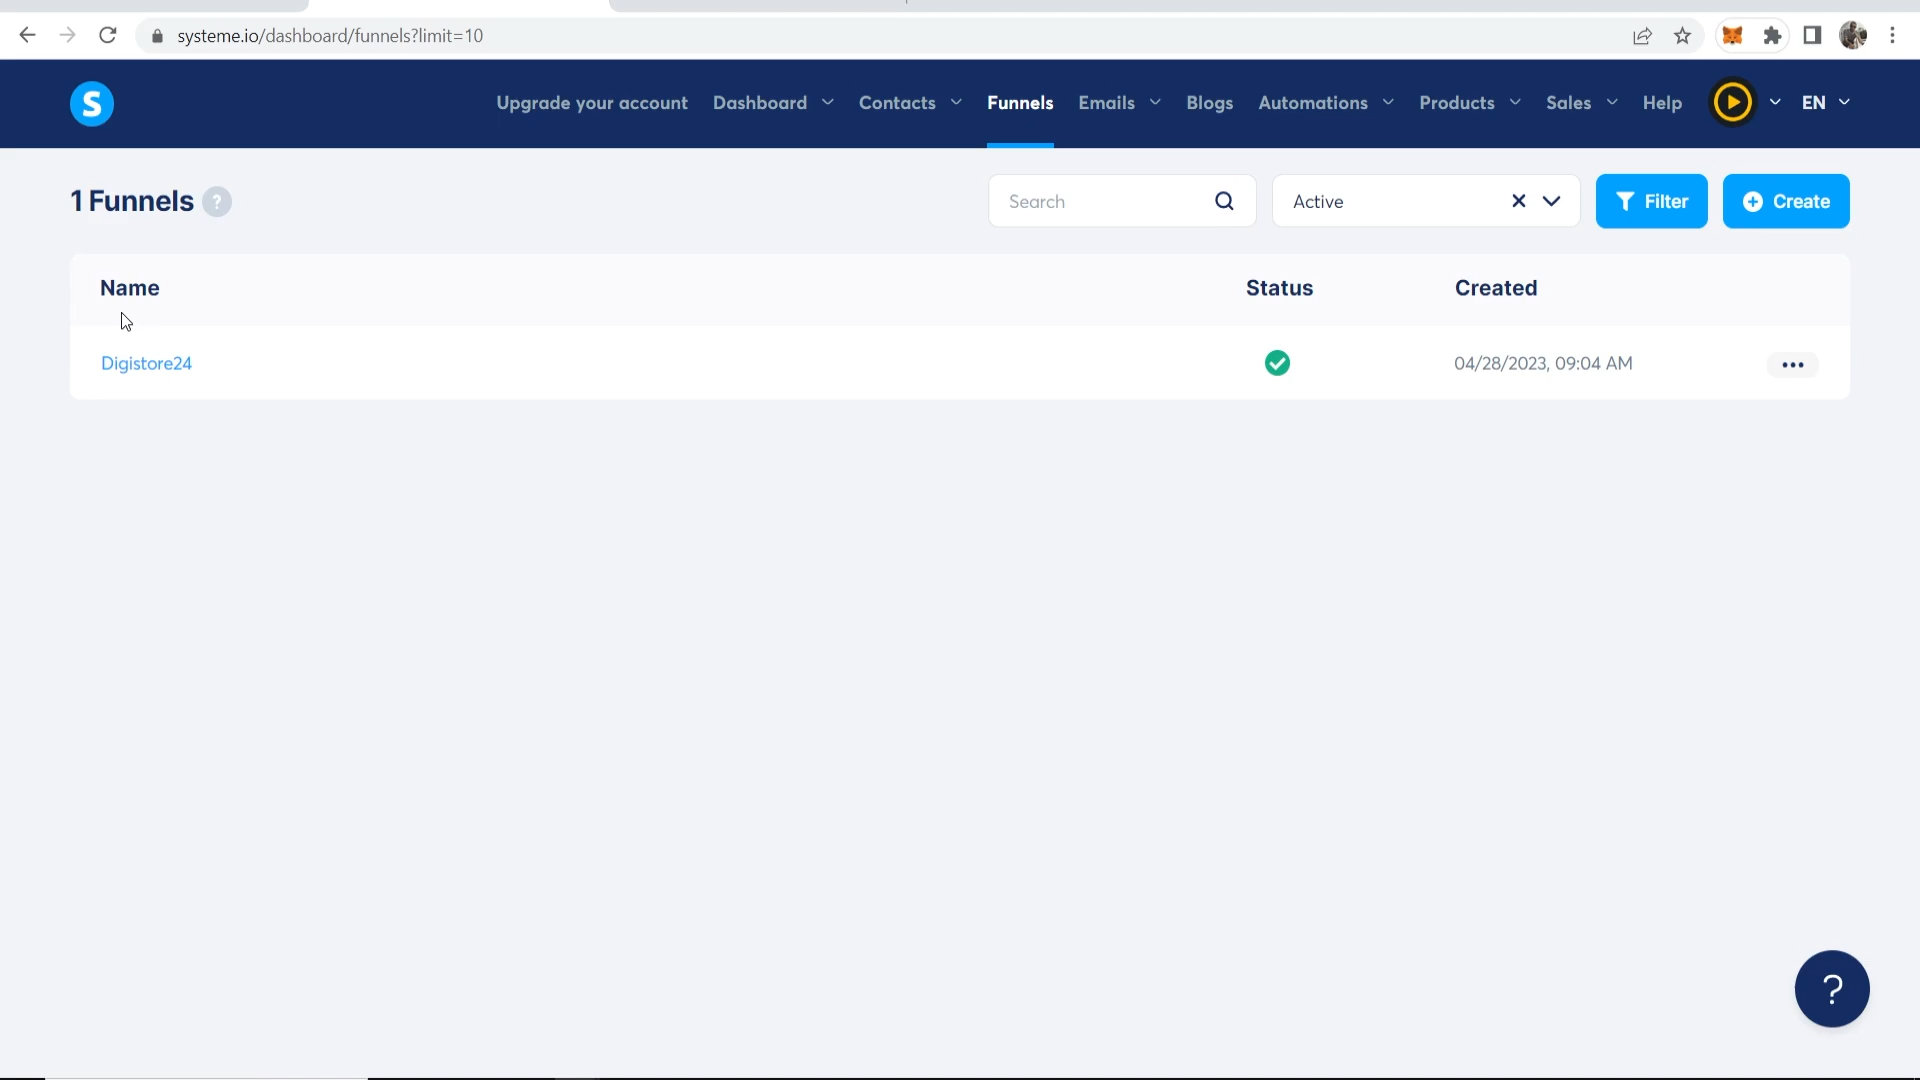 systeme.io/dashboard/funnels?limit=10
S Upgrade your account Dashboard Contacts Funnels Emails Blogs Automations Products Sales Help EN
1 Funnels ? Search Active Filter Create
Name Status Created
Digistore24 04/28/2023, 09:04 AM
?